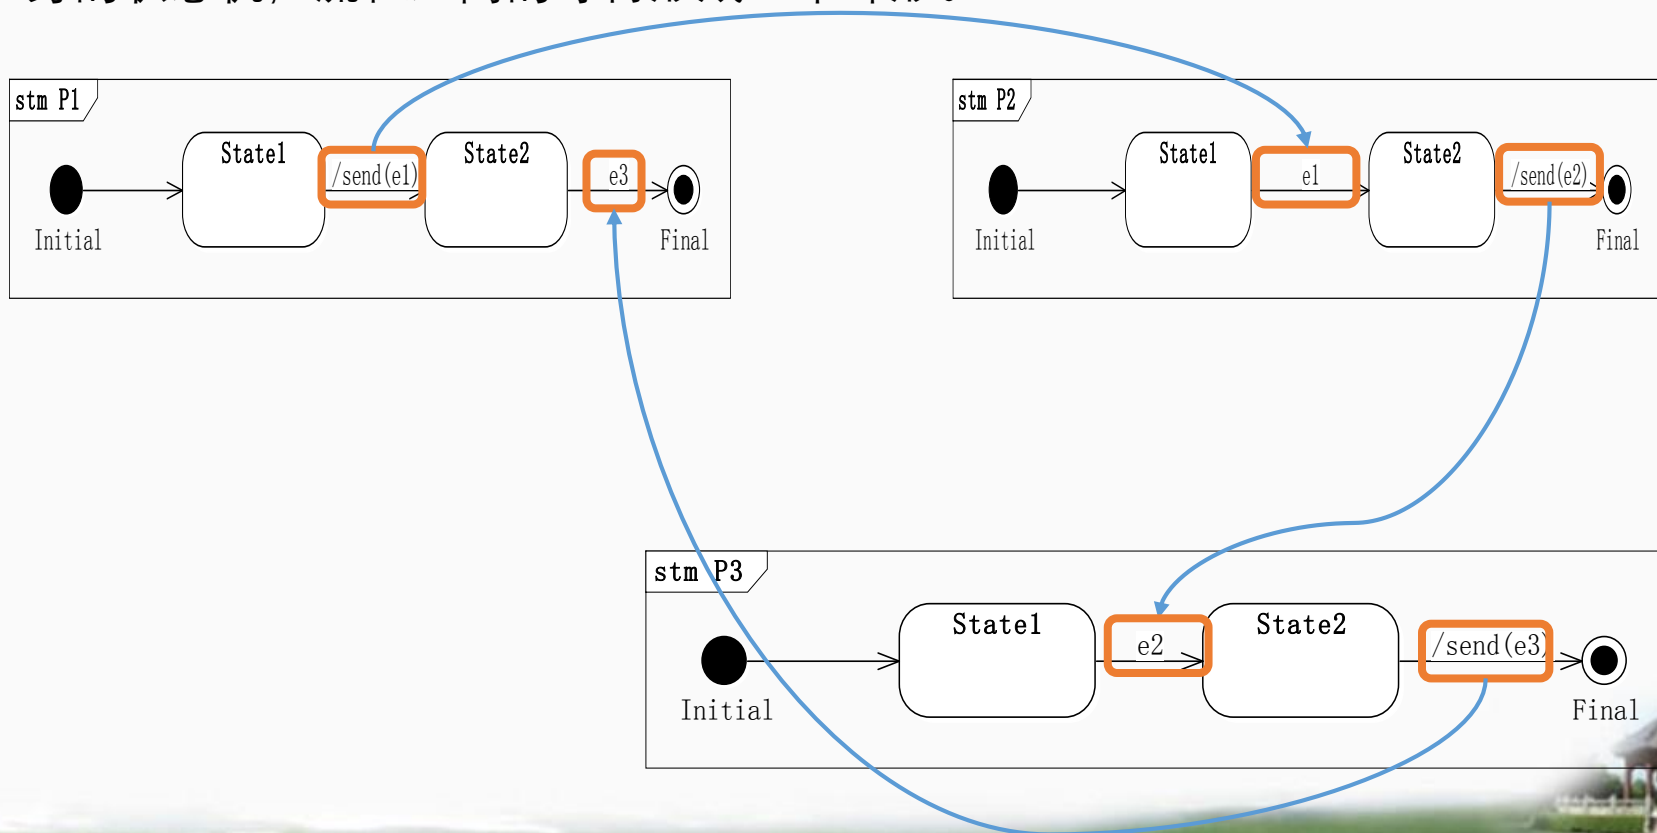 stm P1
State1
/send(e1)
State2
e3
Initial
Final
stm P2
State1
e1
State2
/send(e2)
Initial
Final
stm P3
State1
e2
State2
/send(e3)
Initial
Final